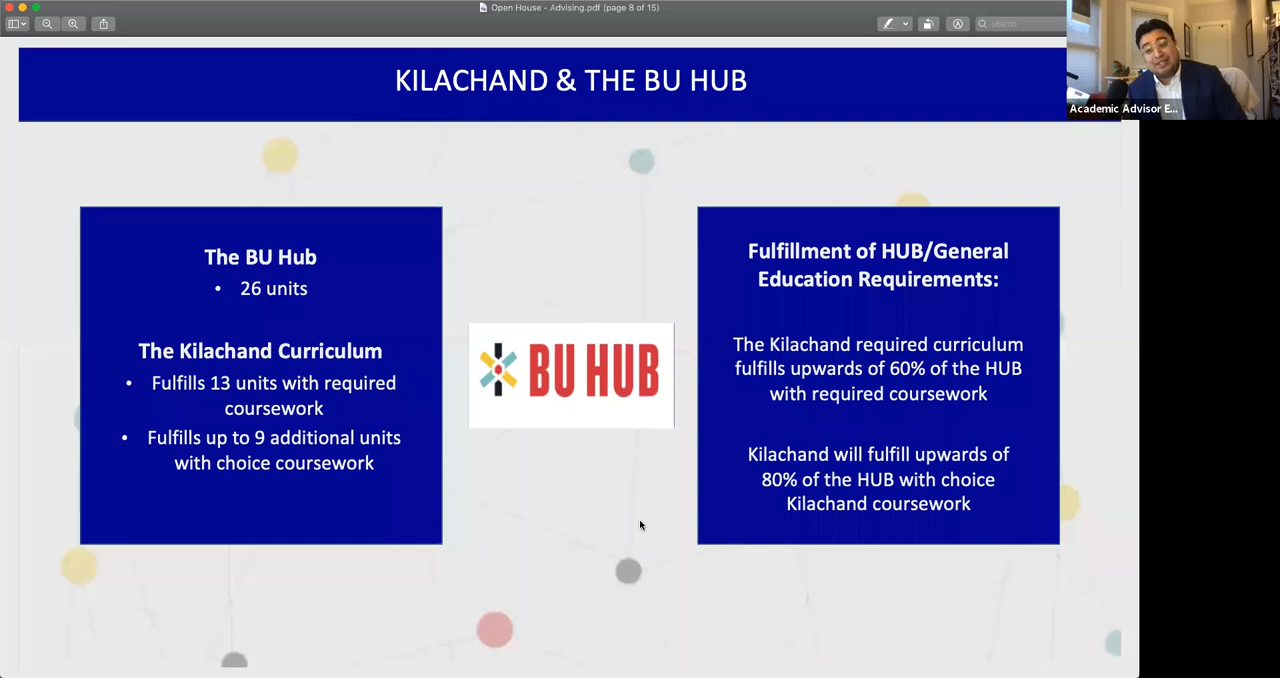 Open House - Advising.pdf (page 8 of 15)
Search
KILACHAND & THE BU HUB
Academic Advisor E...
The BU Hub
• 26 units
The Kilachand Curriculum
• Fulfills 13 units with required
coursework
• Fulfills up to 9 additional units
with choice coursework
BU HUB
Fulfillment of HUB/General
Education Requirements:
The Kilachand required curriculum
fulfills upwards of 60% of the HUB
with required coursework
Kilachand will fulfill upwards of
80% of the HUB with choice
Kilachand coursework